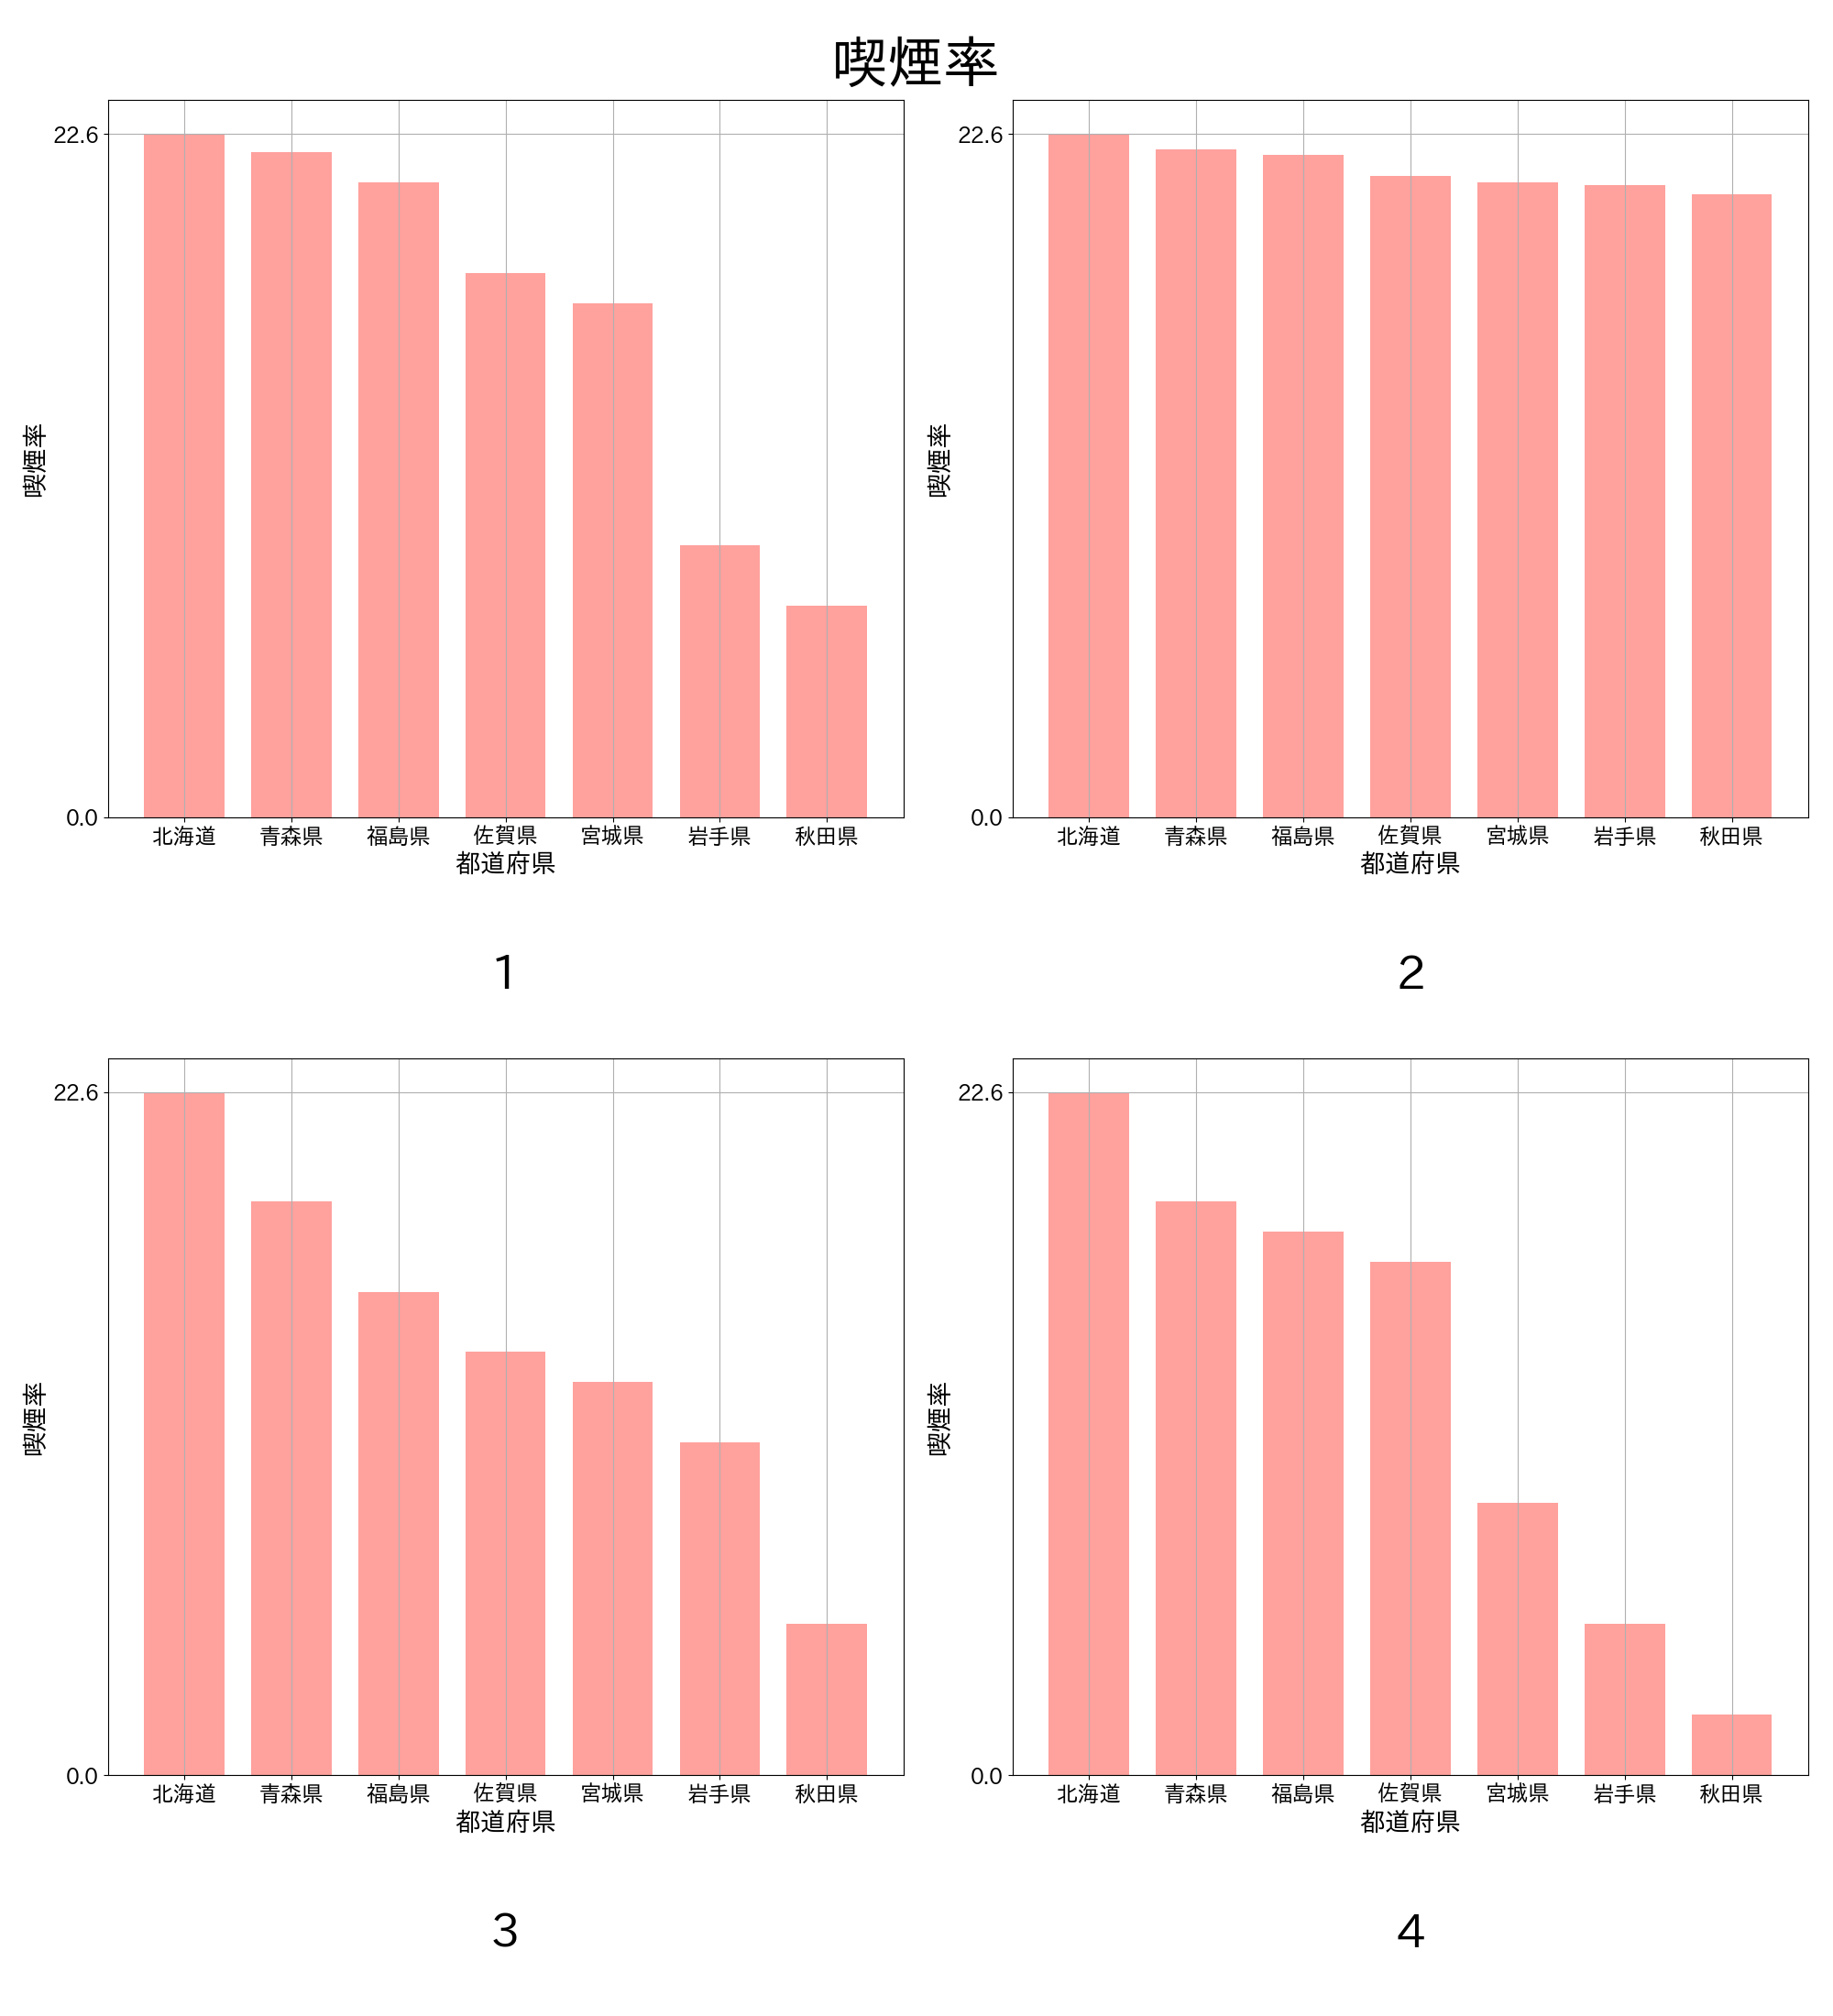 喫煙率
22.6
0.0
喫煙率
北海道 青森県 福島県 佐賀県 宮城県 岩手県 秋田県
都道府県
1
22.6
0.0
喫煙率
北海道 青森県 福島県 佐賀県 宮城県 岩手県 秋田県
都道府県
2
22.6
0.0
喫煙率
北海道 青森県 福島県 佐賀県 宮城県 岩手県 秋田県
都道府県
3
22.6
0.0
喫煙率
北海道 青森県 福島県 佐賀県 宮城県 岩手県 秋田県
都道府県
4